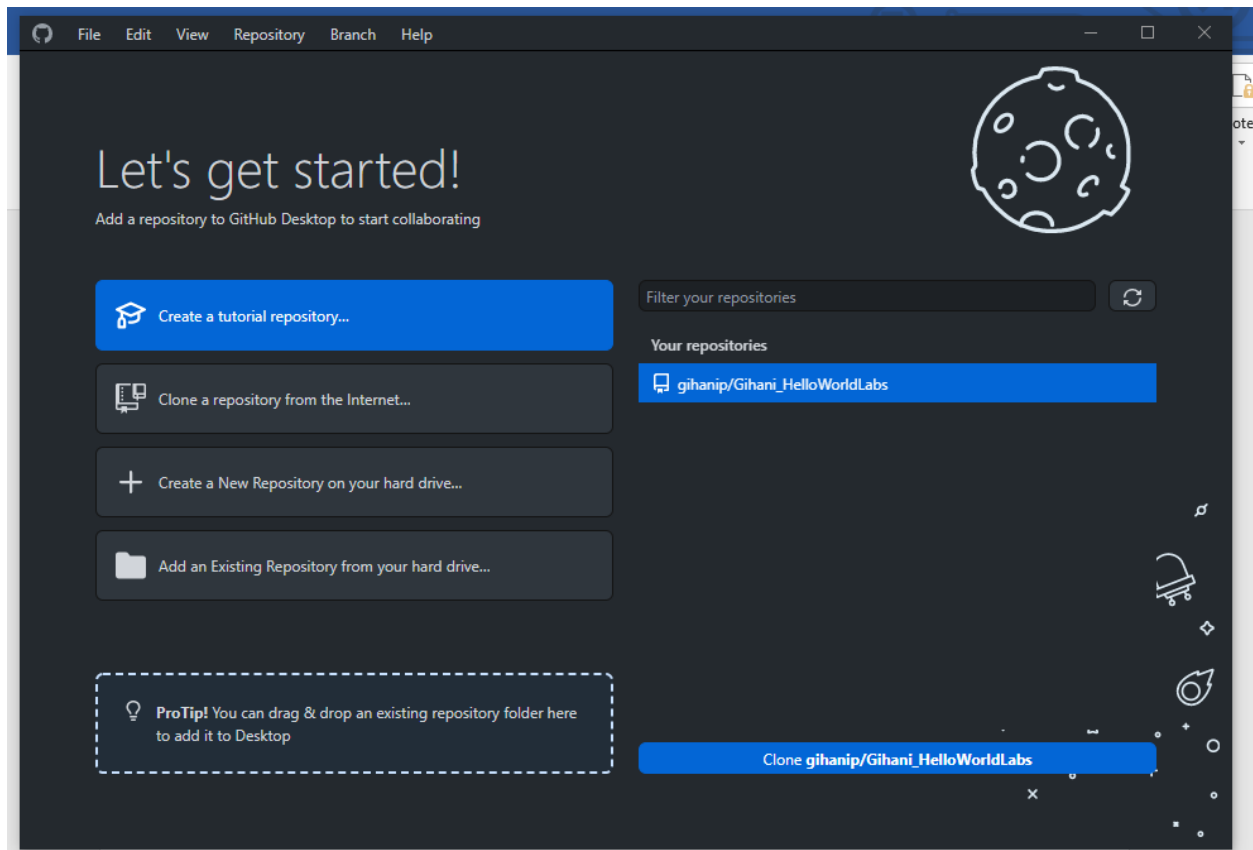 File Edit View Repository Branch Help
ote
Let's get started!
Add a repository to GitHub Desktop to start collaborating
Create a tutorial repository...
Clone a repository from the Internet...
Create a New Repository on your hard drive...
Add an Existing Repository from your hard drive...
ProTip! You can drag & drop an existing repository folder here
to add it to Desktop
Filter your repositories
Your repositories
gihanip/Gihani_HelloWorldLabs
Clone gihanip/Gihani_HelloWorldLabs